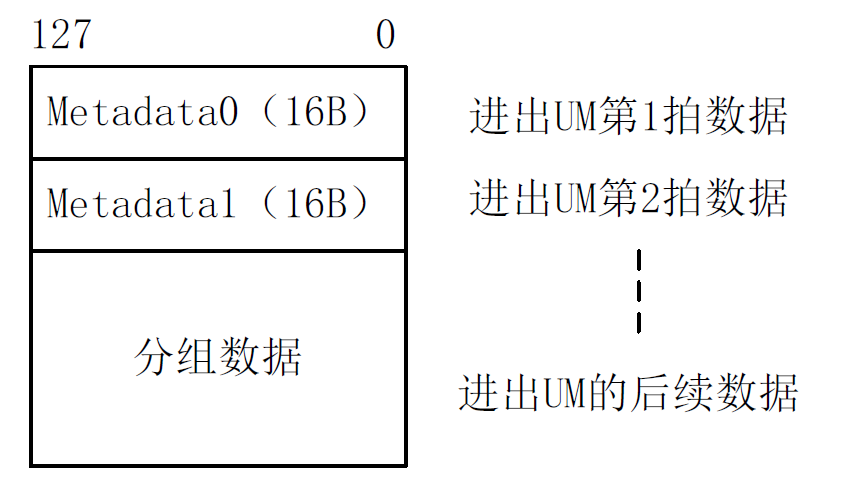 127 0
Metadata0（16B） 进出UM第1拍数据
Metadata1（16B） 进出UM第2拍数据
分组数据
进出UM的后续数据